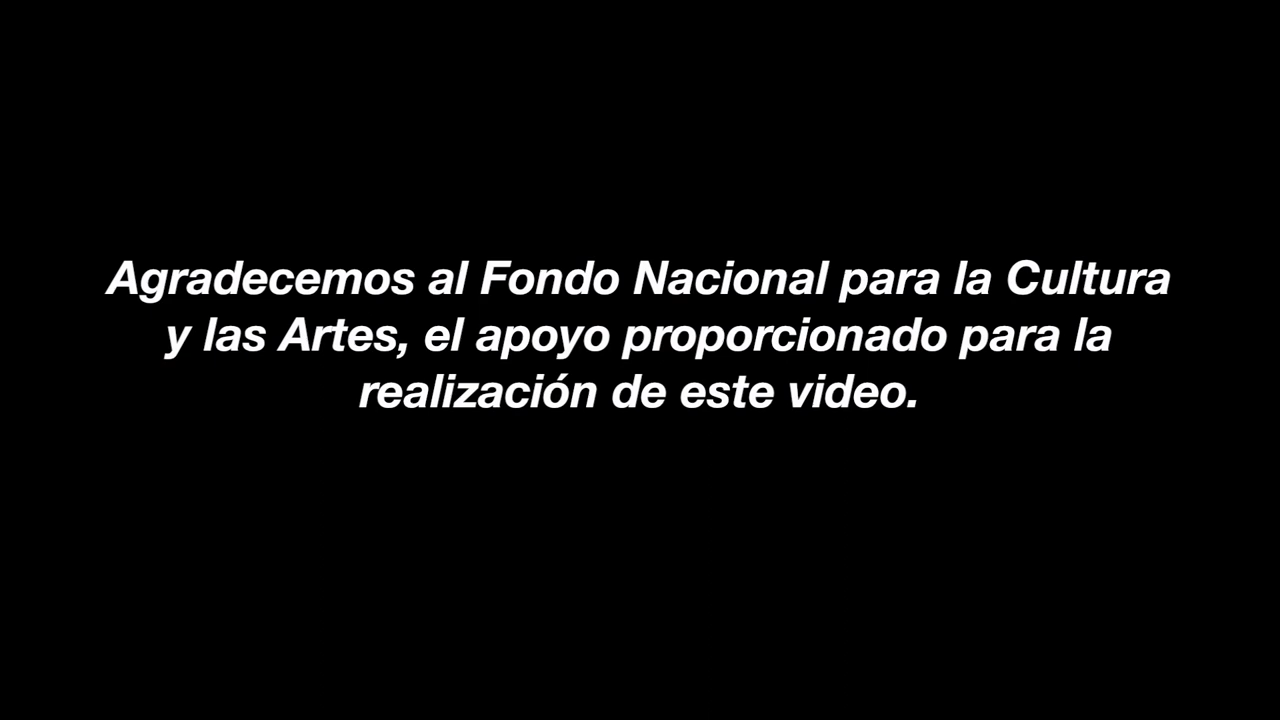 Agradecemos al Fondo Nacional para la Cultura
y las Artes, el apoyo proporcionado para la
realización de este video.